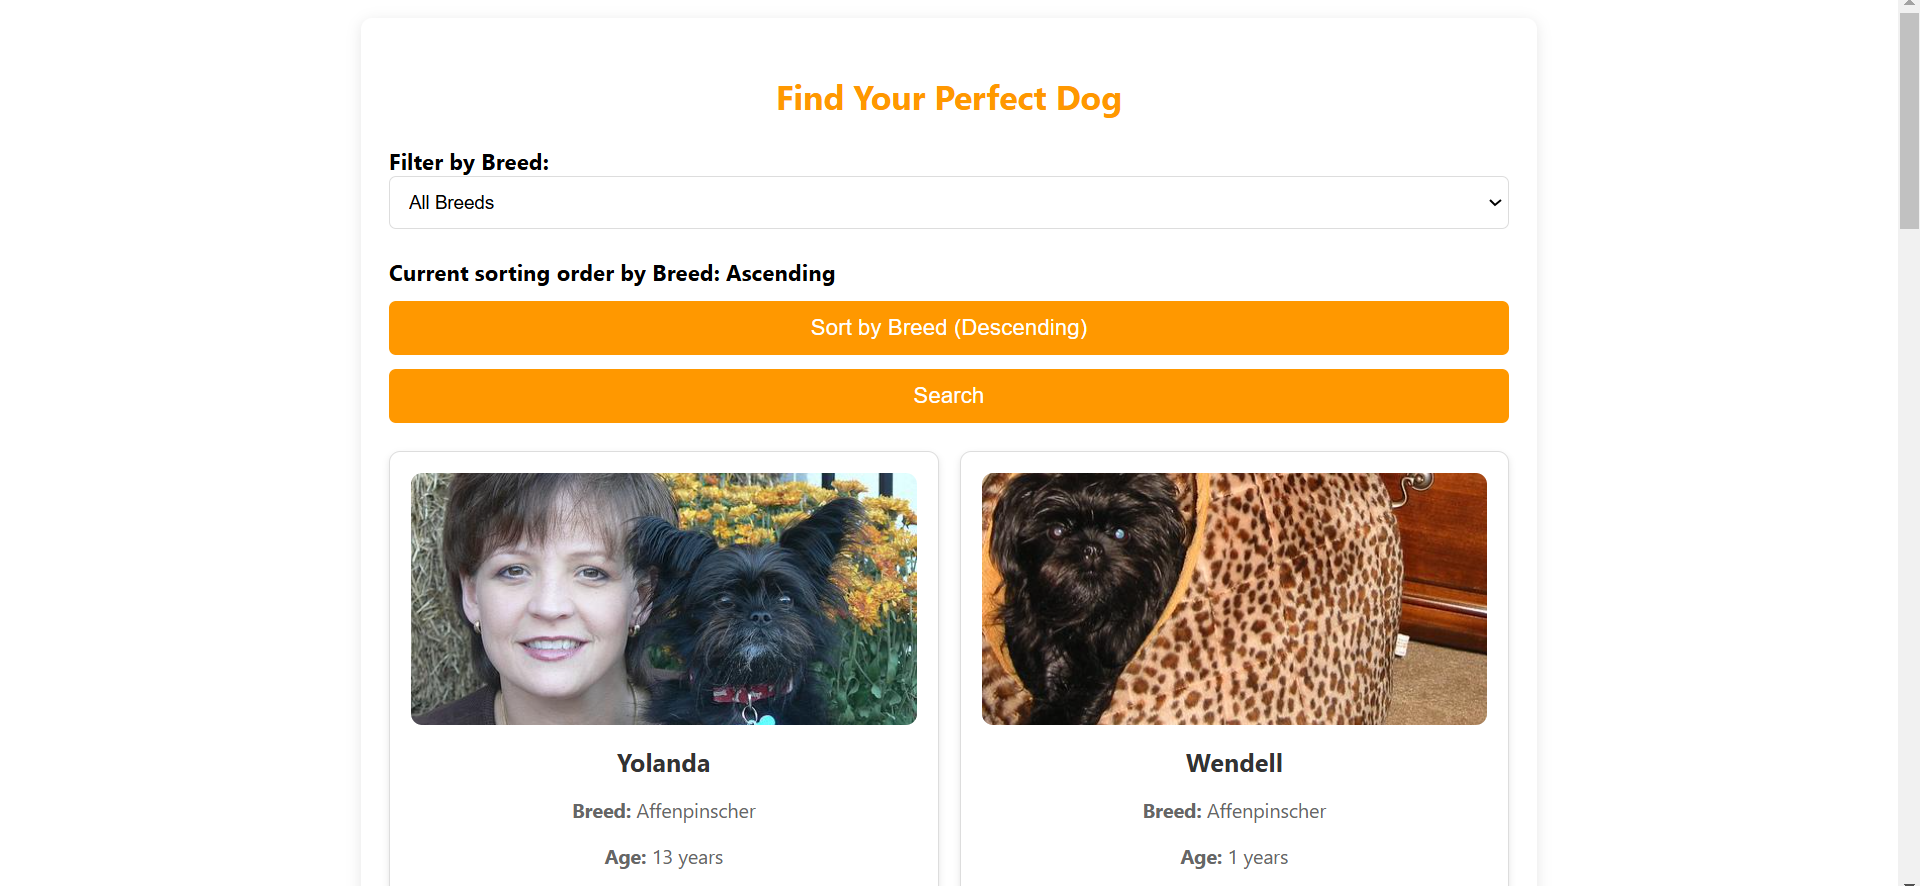 Find Your Perfect Dog
Filter by Breed:
All Breeds
Current sorting order by Breed: Ascending
Sort by Breed (Descending)
Search
Yolanda
Breed: Affenpinscher
Age: 13 years
Wendell
Breed: Affenpinscher
Age: 1 years